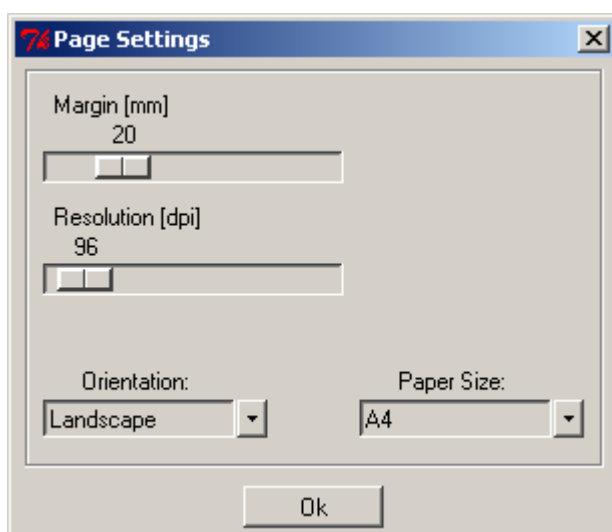 Page Settings
Margin [mm]
20
Resolution [dpi]
96
Orientation:
Landscape
Paper Size:
A4
Ok